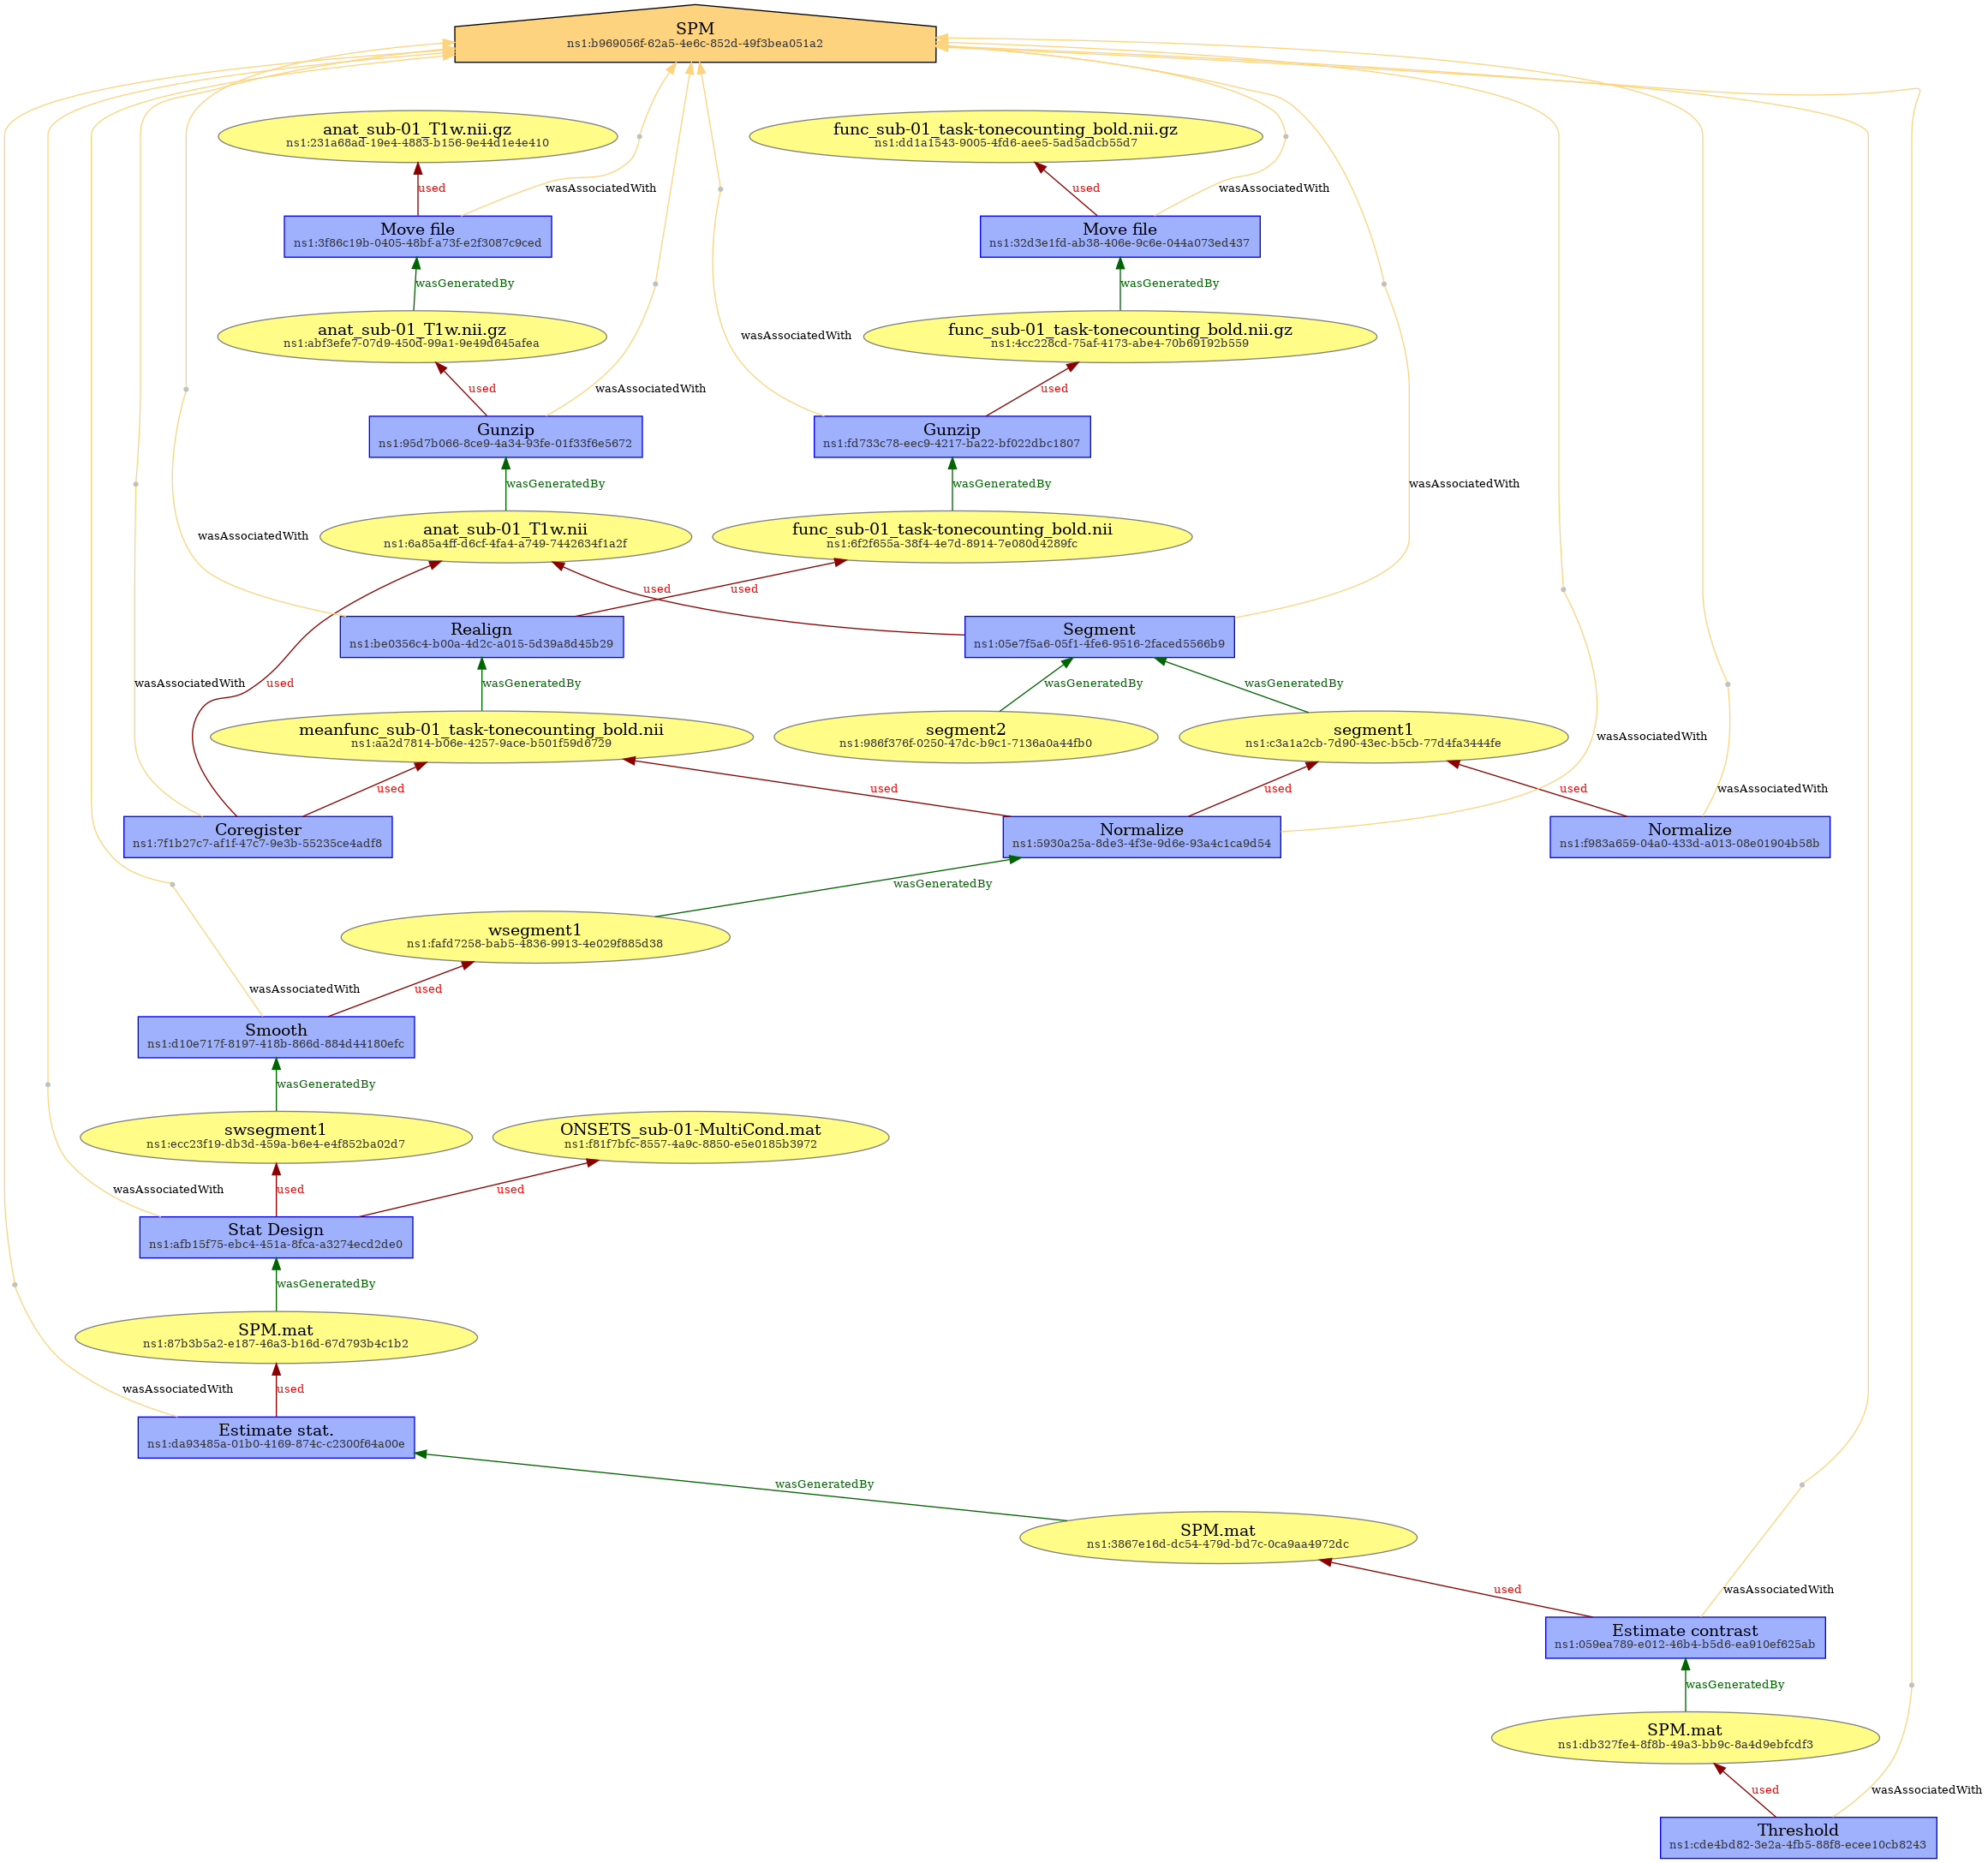 SPM
ns1:b969056f-62a5-4e6c-852d-49f3bea051a2
anat_sub-01_T1w.nii.gz
ns1:231a68ad-19e4-4883-b156-9e44d1e4e410
func_sub-01_task-tonecounting_bold.nii.gz
ns1:dd1a1543-9005-4fd6-aee5-5ad5adcb55d7
used
wasAssociatedWith
used
wasAssociatedWith
Move file
ns1:3f86c19b-0405-48bf-a73f-e2f3087c9ced
Move file
ns1:32d3e1fd-ab38-406e-9c6e-044a073ed437
wasGeneratedBy
wasGeneratedBy
anat_sub-01_T1w.nii.gz
ns1:abf3efe7-07d9-450d-99a1-9e49d645afea
wasAssociatedWith
func_sub-01_task-tonecounting_bold.nii.gz
ns1:4cc228cd-75af-4173-abe4-70b69192b559
used
wasAssociatedWith
used
Gunzip
ns1:95d7b066-8ce9-4a34-93fe-01f33f6e5672
Gunzip
ns1:fd733c78-eec9-4217-ba22-bf022dbc1807
wasGeneratedBy
wasGeneratedBy
wasAssociatedWith
wasAssociatedWith
anat_sub-01_T1w.nii
ns1:6a85a4ff-d6cf-4fa4-a749-7442634f1a2f
func_sub-01_task-tonecounting_bold.nii
ns1:6f2f655a-38f4-4e7d-8914-7e080d4289fc
used
used
Realign
ns1:be0356c4-b00a-4d2c-a015-5d39a8d45b29
Segment
ns1:05e7f5a6-05f1-4fe6-9516-2faced5566b9
wasAssociatedWith
used
wasGeneratedBy
wasGeneratedBy
wasGeneratedBy
meanfunc_sub-01_task-tonecounting_bold.nii
ns1:aa2d7814-b06e-4257-9ace-b501f59d6729
segment2
ns1:986f376f-0250-47dc-b9c1-7136a0a44fb0
segment1
ns1:c3a1a2cb-7d90-43ec-b5cb-77d4fa3444fe
wasAssociatedWith
used
used
used
used
wasAssociatedWith
Coregister
ns1:7f1b27c7-af1f-47c7-9e3b-55235ce4adf8
Normalize
ns1:5930a25a-8de3-4f3e-9d6e-93a4c1ca9d54
Normalize
ns1:f983a659-04a0-433d-a013-08e01904b58b
wasGeneratedBy
wsegment1
ns1:fafd7258-bab5-4836-9913-4e029f885d38
wasAssociatedWith
used
Smooth
ns1:d10e717f-8197-418b-866d-884d44180efc
wasGeneratedBy
swsegment1
ns1:ecc23f19-db3d-459a-b6e4-e4f852ba02d7
ONSETS_sub-01-MultiCond.mat
ns1:f81f7bfc-8557-4a9c-8850-e5e0185b3972
wasAssociatedWith
used
used
Stat Design
ns1:afb15f75-ebc4-451a-8fca-a3274ecd2de0
wasGeneratedBy
SPM.mat
ns1:87b3b5a2-e187-46a3-b16d-67d793b4c1b2
wasAssociatedWith
used
Estimate stat.
ns1:da93485a-01b0-4169-874c-c2300f64a00e
wasGeneratedBy
SPM.mat
ns1:3867e16d-dc54-479d-bd7c-0ca9aa4972dc
used
wasAssociatedWith
Estimate contrast
ns1:059ea789-e012-46b4-b5d6-ea910ef625ab
wasGeneratedBy
SPM.mat
ns1:db327fe4-8f8b-49a3-bb9c-8a4d9ebfcdf3
used
wasAssociatedWith
Threshold
ns1:cde4bd82-3e2a-4fb5-88f8-ecee10cb8243